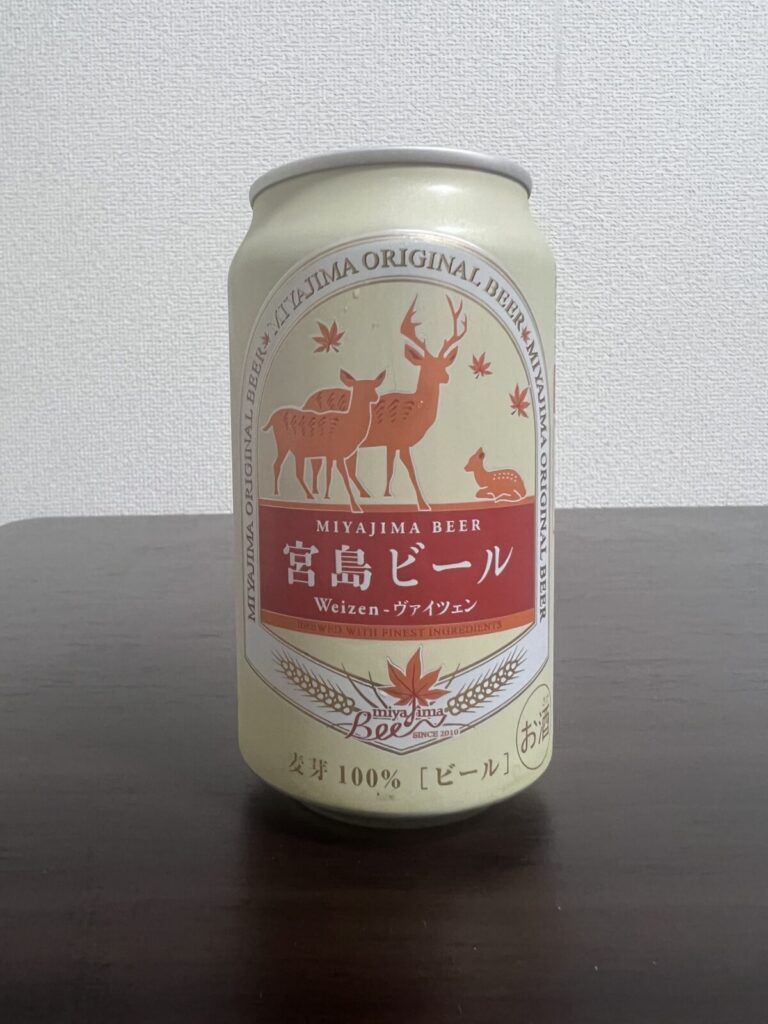 MIYAJIMA ORIGINAL BEER
MIYAJIMA ORIGINAL BEER
MIYAJIMA ORIGINAL BEER
MIYAJIMA BEER
宮島ビール
Weizen-ヴァイツェン
BREWED WITH FINEST INGREDIENTS
miyajima
Beer
SINCE 2010
お酒
麦芽100% [ビール]